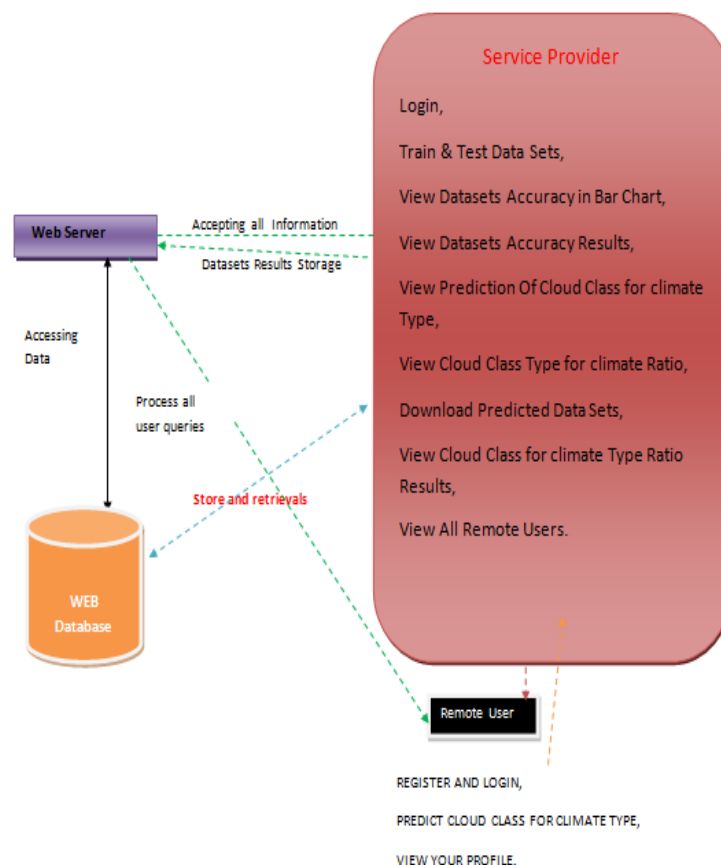 Service Provider
Login,
Train & Test Data Sets,
View Datasets Accuracy in Bar Chart,
View Datasets Accuracy Results,
View Prediction Of Cloud Class for climate
Type,
View Cloud Class Type for climate Ratio,
Download Predicted Data Sets,
View Cloud Class for climate Type Ratio
Results,
View All Remote Users.
Web Server
Accepting all Information
Datasets Results Storage
Accessing
Data
Process all
user queries
Store and retrievals
WEB
Database
Remote User
REGISTER AND LOGIN,
PREDICT CLOUD CLASS FOR CLIMATE TYPE,
VIEW YOUR PROFILE.